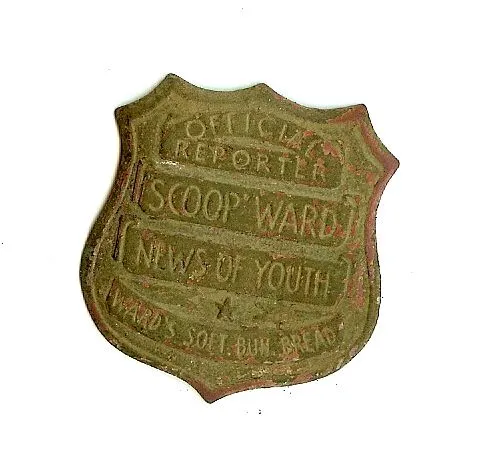 OFFICIAL
REPORTER
"SCOOP" WARD
NEWS OF YOUTH
WARD'S SOFT BUN BREAD